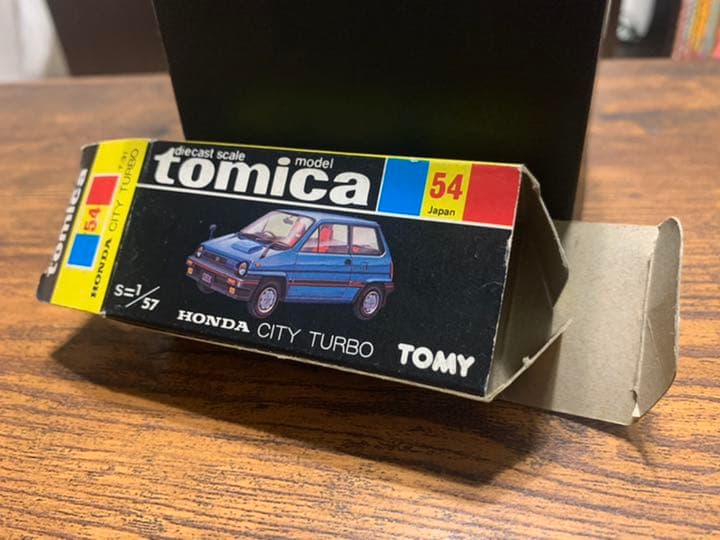 diecast scale model
tomica
54
Japan
S=1/57
HONDA CITY TURBO
TOMY
tomica
54
HONDA CITY TURBO